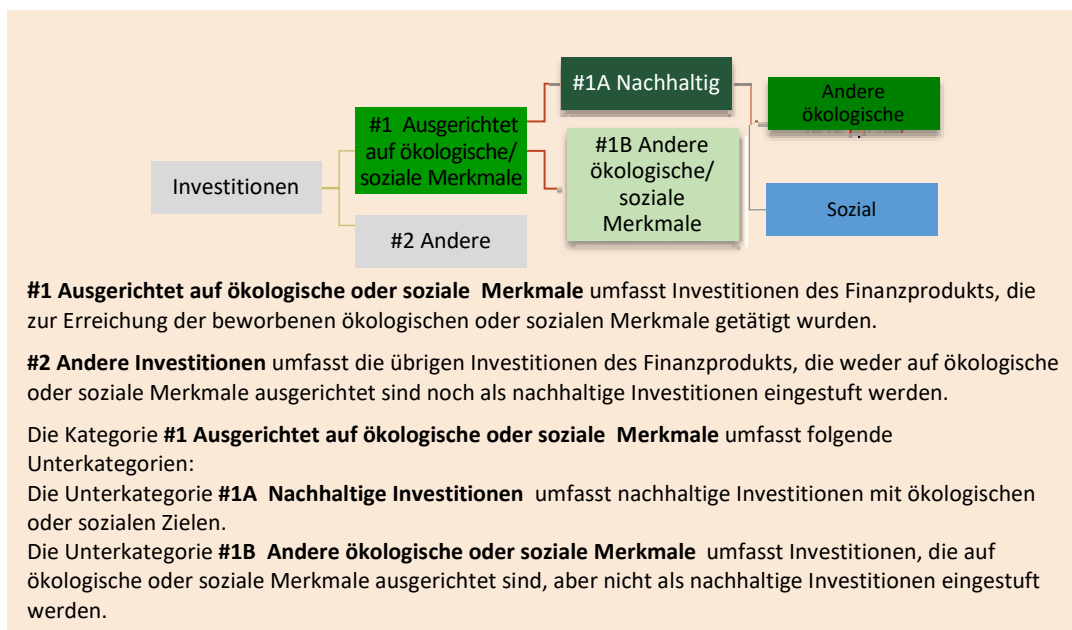 #1A Nachhaltig
Andere
ökologische
#1 Ausgerichtet
auf ökologische/
soziale Merkmale
#1B Andere
ökologische/
soziale
Merkmale
Investitionen
Sozial
#2 Andere
#1 Ausgerichtet auf ökologische oder soziale Merkmale umfasst Investitionen des Finanzprodukts, die
zur Erreichung der beworbenen ökologischen oder sozialen Merkmale getätigt wurden.
#2 Andere Investitionen umfasst die übrigen Investitionen des Finanzprodukts, die weder auf ökologische
oder soziale Merkmale ausgerichtet sind noch als nachhaltige Investitionen eingestuft werden.
Die Kategorie #1 Ausgerichtet auf ökologische oder soziale Merkmale umfasst folgende
Unterkategorien:
Die Unterkategorie #1A Nachhaltige Investitionen umfasst nachhaltige Investitionen mit ökologischen
oder sozialen Zielen.
Die Unterkategorie #1B Andere ökologische oder soziale Merkmale umfasst Investitionen, die auf
ökologische oder soziale Merkmale ausgerichtet sind, aber nicht als nachhaltige Investitionen eingestuft
werden.